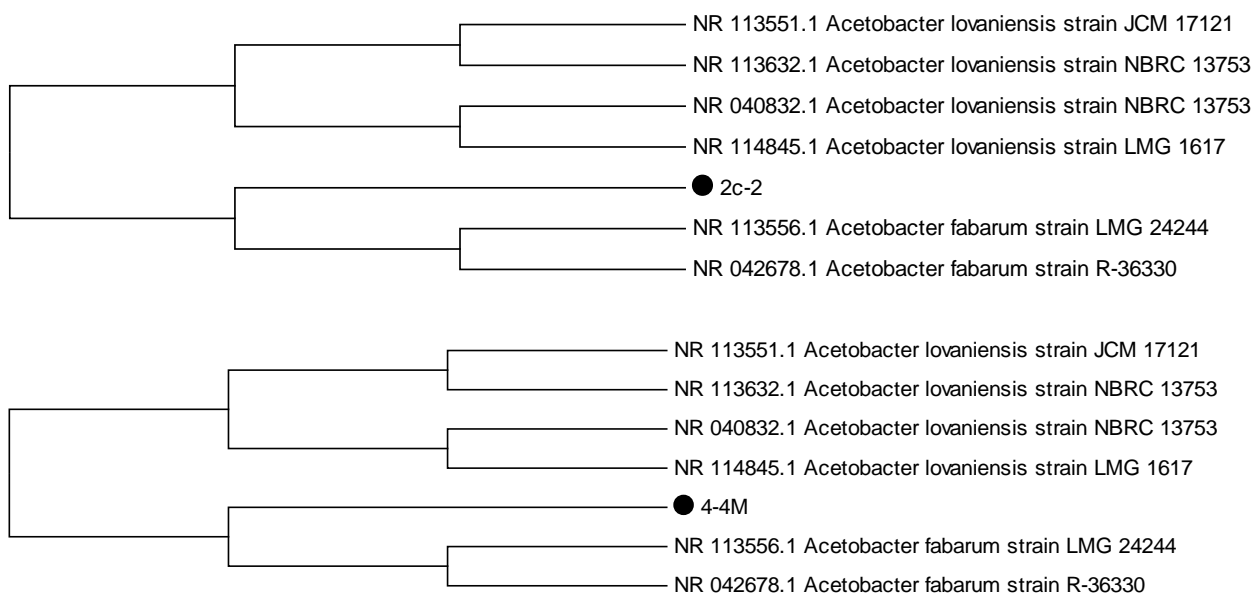 NR 113551.1 Acetobacter lovaniensis strain JCM 17121
NR 113632.1 Acetobacter lovaniensis strain NBRC 13753
NR 040832.1 Acetobacter lovaniensis strain NBRC 13753
NR 114845.1 Acetobacter lovaniensis strain LMG 1617
2c-2
NR 113556.1 Acetobacter fabarum strain LMG 24244
NR 042678.1 Acetobacter fabarum strain R-36330
NR 113551.1 Acetobacter lovaniensis strain JCM 17121
NR 113632.1 Acetobacter lovaniensis strain NBRC 13753
NR 040832.1 Acetobacter lovaniensis strain NBRC 13753
NR 114845.1 Acetobacter lovaniensis strain LMG 1617
4-4M
NR 113556.1 Acetobacter fabarum strain LMG 24244
NR 042678.1 Acetobacter fabarum strain R-36330